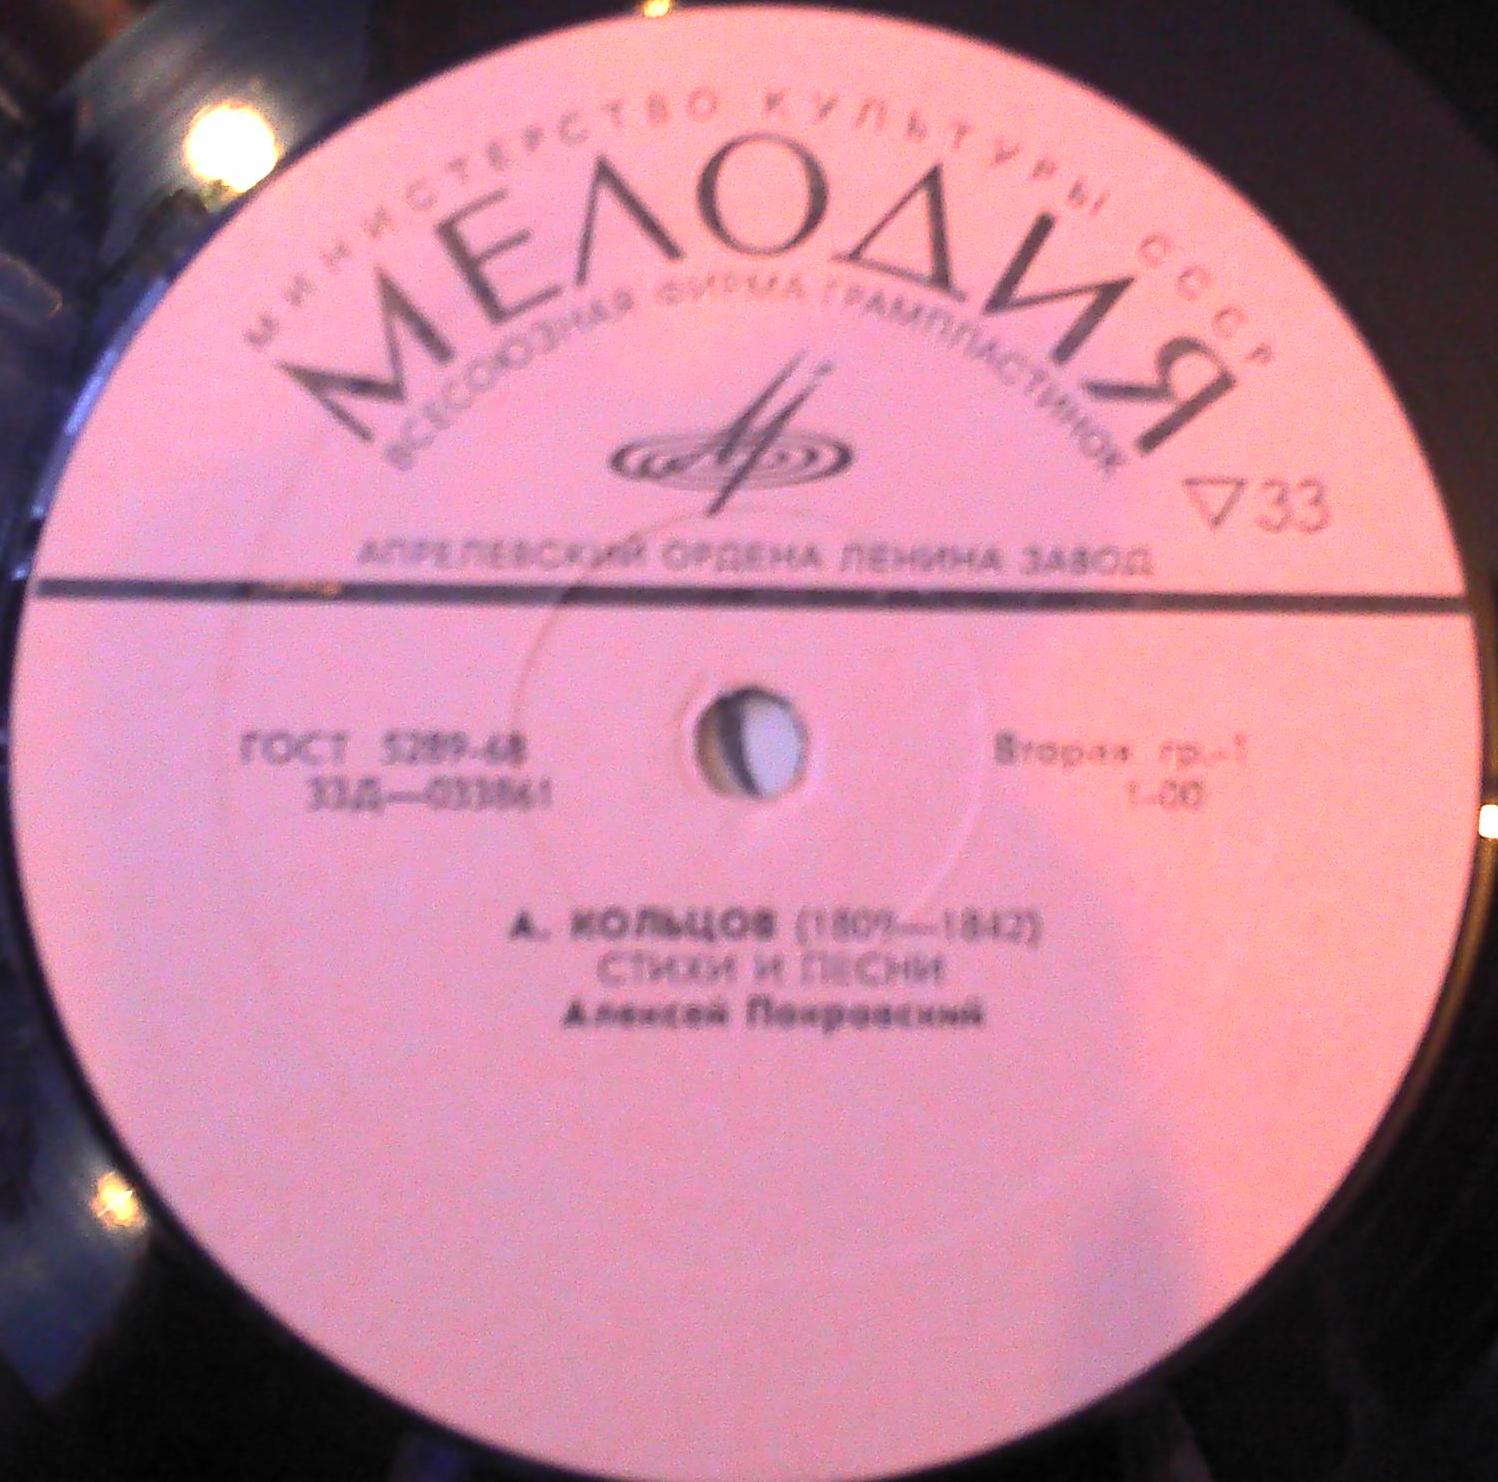 МИНИСТЕРСТВО КУЛЬТУРЫ СССР
МЕЛОДИЯ
ВСЕСОЮЗНАЯ ФИРМА ГРАМПЛАСТИНОК
▽33
АПРЕЛЕВСКИЙ ОРДЕНА ЛЕНИНА ЗАВОД
ГОСТ 5289-68
Вторая гр.-1
33Д—033861
1-00
А. КОЛЬЦОВ (1809—1842)
СТИХИ И ПЕСНИ
Алексей Покровский